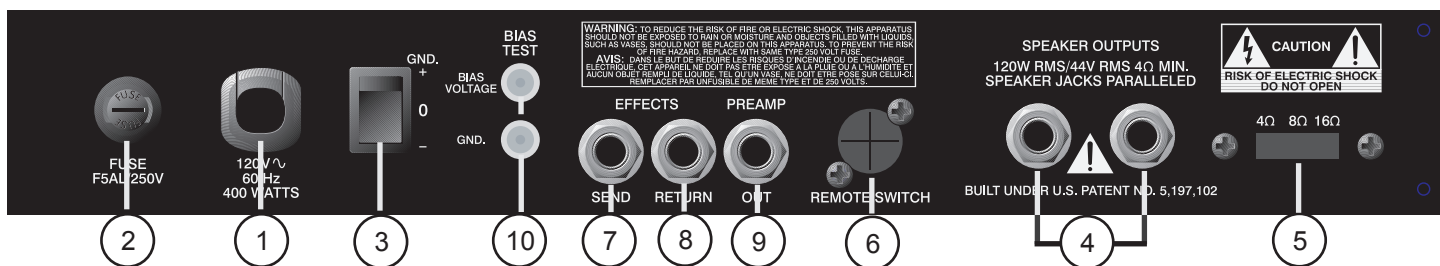 FUSE
F5AL/250V
120V∿
60Hz
400 WATTS
GND.
+
0
−
BIAS
TEST
BIAS
VOLTAGE
GND.
WARNING: TO REDUCE THE RISK OF FIRE OR ELECTRIC SHOCK, THIS APPARATUS
SHOULD NOT BE EXPOSED TO RAIN OR MOISTURE AND OBJECTS FILLED WITH LIQUIDS,
SUCH AS VASES, SHOULD NOT BE PLACED ON THIS APPARATUS. TO PREVENT THE RISK
OF FIRE HAZARD, REPLACE WITH SAME TYPE 250 VOLT FUSE.
AVIS: DANS LE BUT DE REDUIRE LES RISQUES D'INCENDIE OU DE DECHARGE
ELECTRIQUE, CET APPAREIL NE DOIT PAS ETRE EXPOSE A LA PLUIE OU A L'HUMIDITE ET
AUCUN OBJET REMPLI DE LIQUIDE, TEL QU'UN VASE, NE DOIT ETRE POSE SUR CELUI-CI.
REMPLACER PAR UNFUSIBLE DE MEME TYPE ET DE 250 VOLTS.
EFFECTS
PREAMP
SEND
RETURN
OUT
REMOTE SWITCH
SPEAKER OUTPUTS
120W RMS/44V RMS 4Ω MIN.
SPEAKER JACKS PARALLELED
BUILT UNDER U.S. PATENT NO. 5,197,102
CAUTION
RISK OF ELECTRIC SHOCK
DO NOT OPEN
4Ω 8Ω 16Ω
2
1
3
10
7
8
9
6
4
5